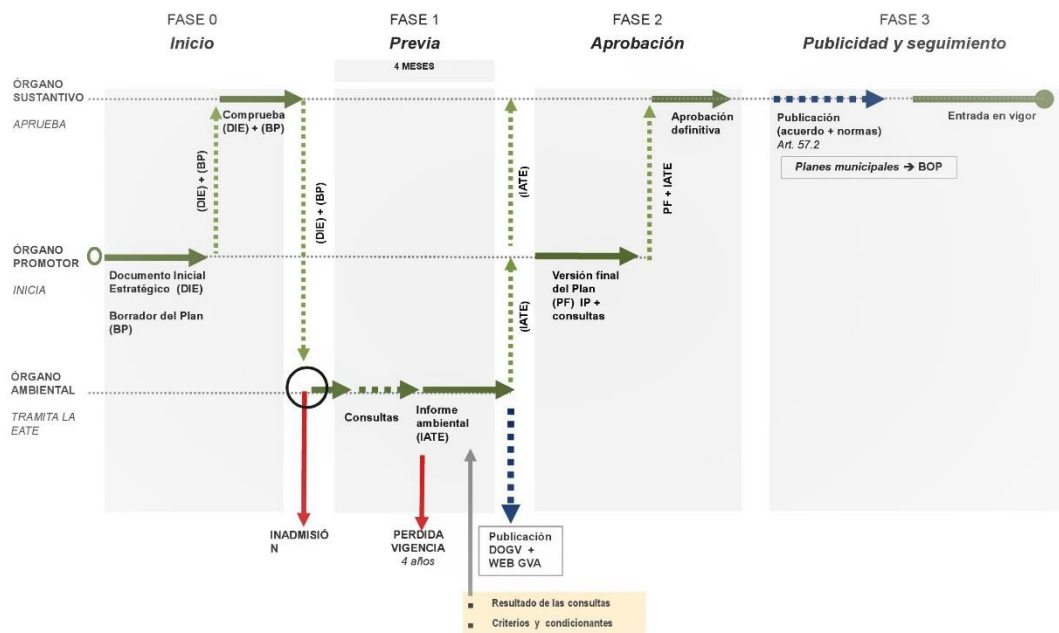 FASE 0
Inicio
FASE 1
Previa
FASE 2
Aprobación
FASE 3
Publicidad y seguimiento
4 MESES
ÓRGANO
SUSTANTIVO
APRUEBA
Comprueba
(DIE) + (BP)
(DIE) + (BP)
(DIE) + (BP)
(IATE)
Aprobación
definitiva
PF + IATE
Publicación
(acuerdo + normas)
Art. 57.2
Entrada en vigor
Planes municipales → BOP
ÓRGANO
PROMOTOR
INICIA
Documento Inicial
Estratégico (DIE)
Borrador del Plan
(BP)
(IATE)
Versión final
del Plan
(PF) IP +
consultas
ÓRGANO
AMBIENTAL
TRAMITA LA
EATE
Consultas
Informe
ambiental
(IATE)
INADMISIÓ
N
PERDIDA
VIGENCIA
4 años
Publicación
DOGV +
WEB GVA
▪ Resultado de las consultas
▪ Criterios y condicionantes